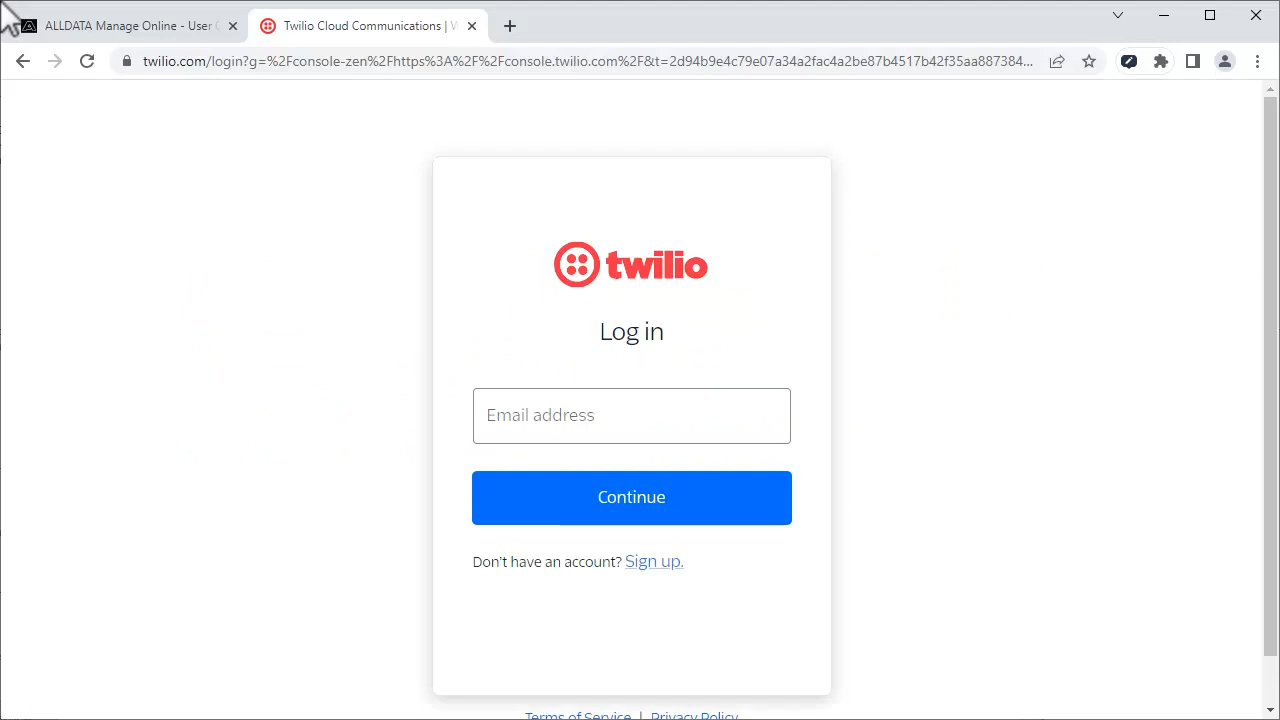 ALLDATA Manage Online - User G
Twilio Cloud Communications | W
twilio.com/login?g=%2Fconsole-zen%2Fhttps%3A%2F%2Fconsole.twilio.com%2F&t=2d94b9e4c79e07a34a2fac4a2be87b4517b42f35aa887384...
twilio
Log in
Email address
Continue
Don't have an account? Sign up.
Terms of Service | Privacy Policy